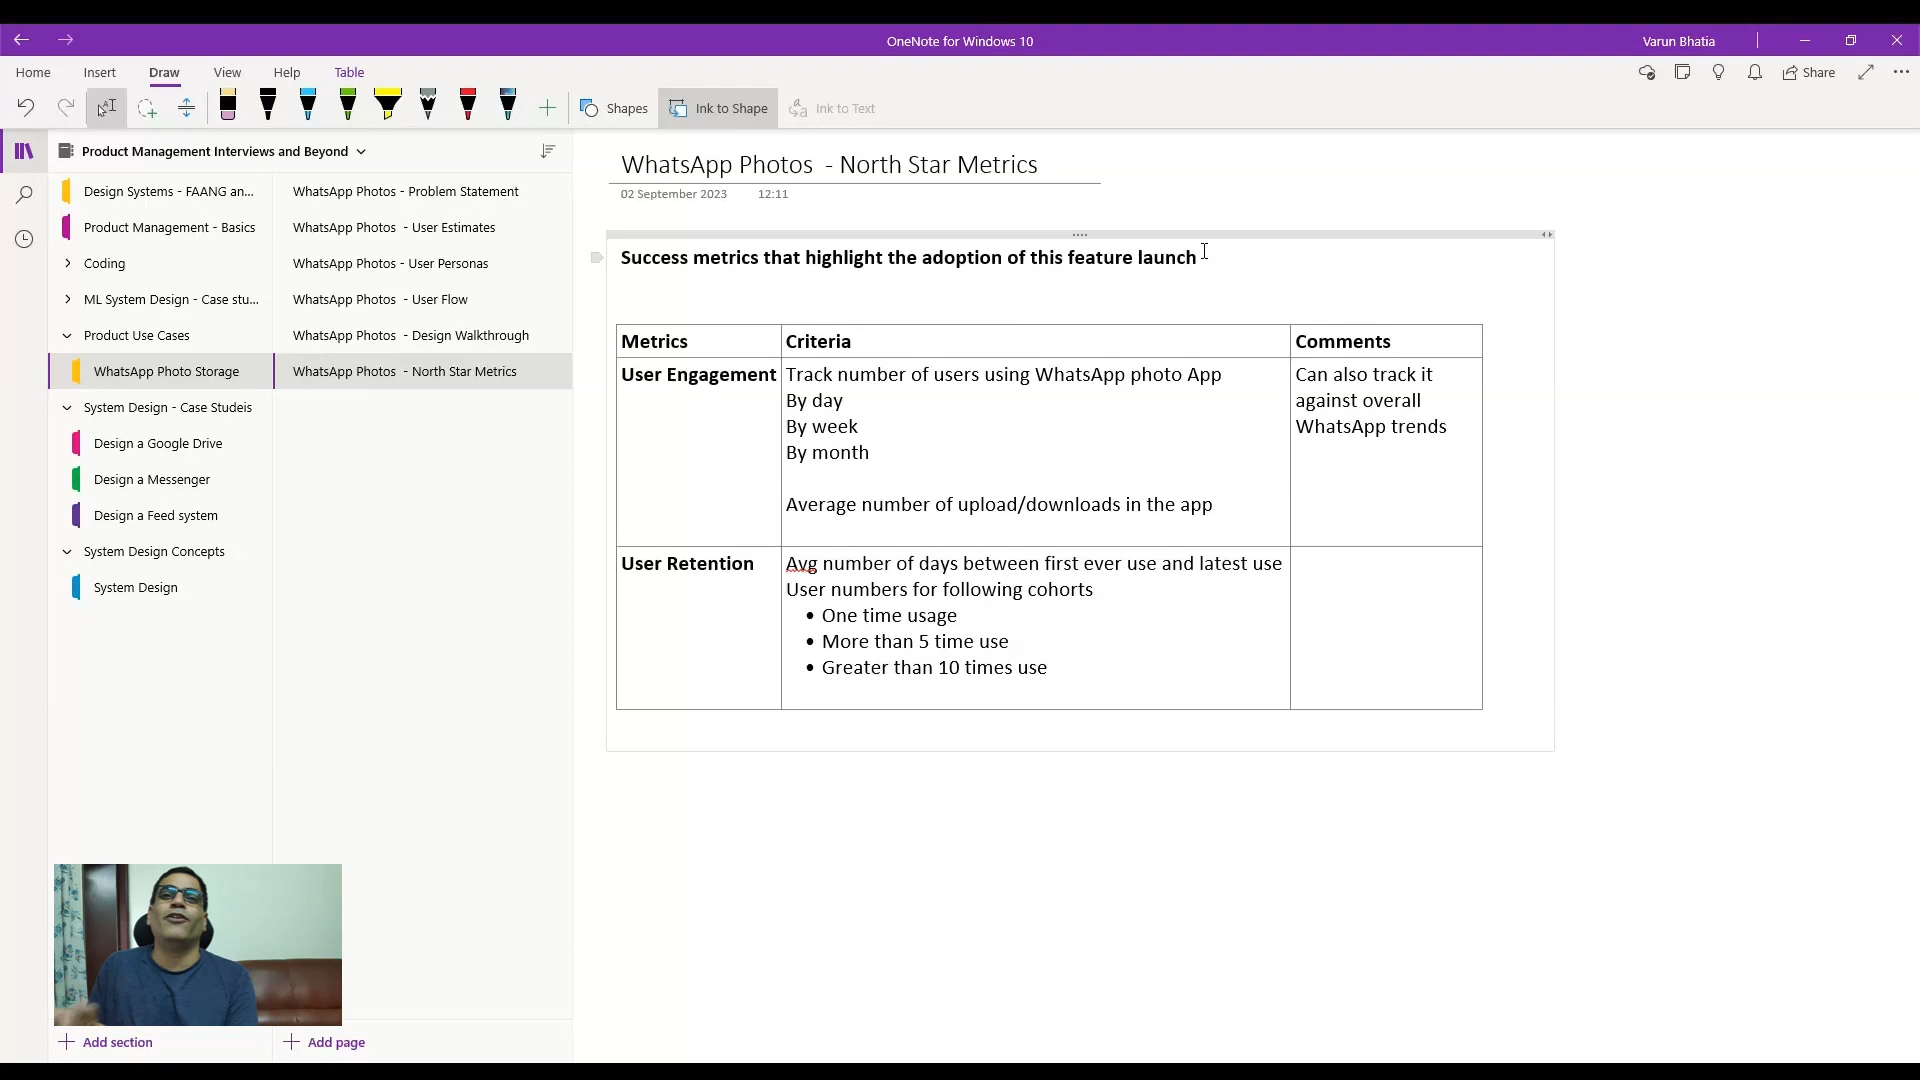 OneNote for Windows 10
Varun Bhatia
Home
Insert
Draw
View
Help
Table
Share
Shapes
Ink to Shape
Ink to Text
Product Management Interviews and Beyond
Design Systems - FAANG an...
Product Management - Basics
Coding
ML System Design - Case stu...
Product Use Cases
WhatsApp Photo Storage
System Design - Case Studeis
Design a Google Drive
Design a Messenger
Design a Feed system
System Design Concepts
System Design
Add section
WhatsApp Photos - Problem Statement
WhatsApp Photos - User Estimates
WhatsApp Photos - User Personas
WhatsApp Photos - User Flow
WhatsApp Photos - Design Walkthrough
WhatsApp Photos - North Star Metrics
Add page
WhatsApp Photos - North Star Metrics
02 September 2023 12:11
Success metrics that highlight the adoption of this feature launch
Metrics
Criteria
Comments
User Engagement
Track number of users using WhatsApp photo App
By day
By week
By month
Average number of upload/downloads in the app
Can also track it
against overall
WhatsApp trends
User Retention
Avg number of days between first ever use and latest use
User numbers for following cohorts
• One time usage
• More than 5 time use
• Greater than 10 times use